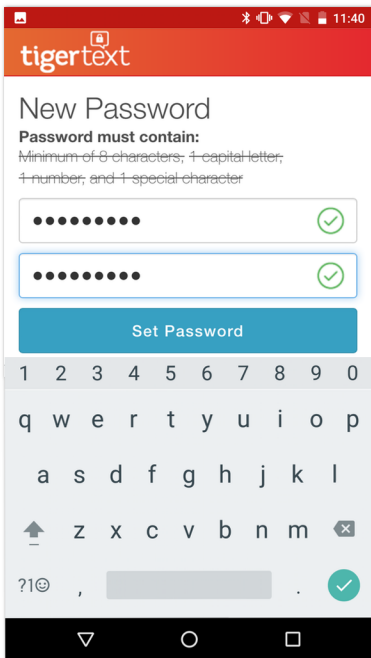 11:40
tigertext
New Password
Password must contain:
Minimum of 8 characters, 1 capital letter,
1 number, and 1 special character
•••••••••
•••••••••
Set Password
1 2 3 4 5 6 7 8 9 0
q w e r t y u i o p
a s d f g h j k l
z x c v b n m
?1☺ , .